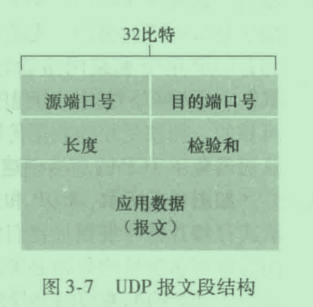 32比特
源端口号 目的端口号
长度 检验和
应用数据
(报文)
图 3-7 UDP 报文段结构